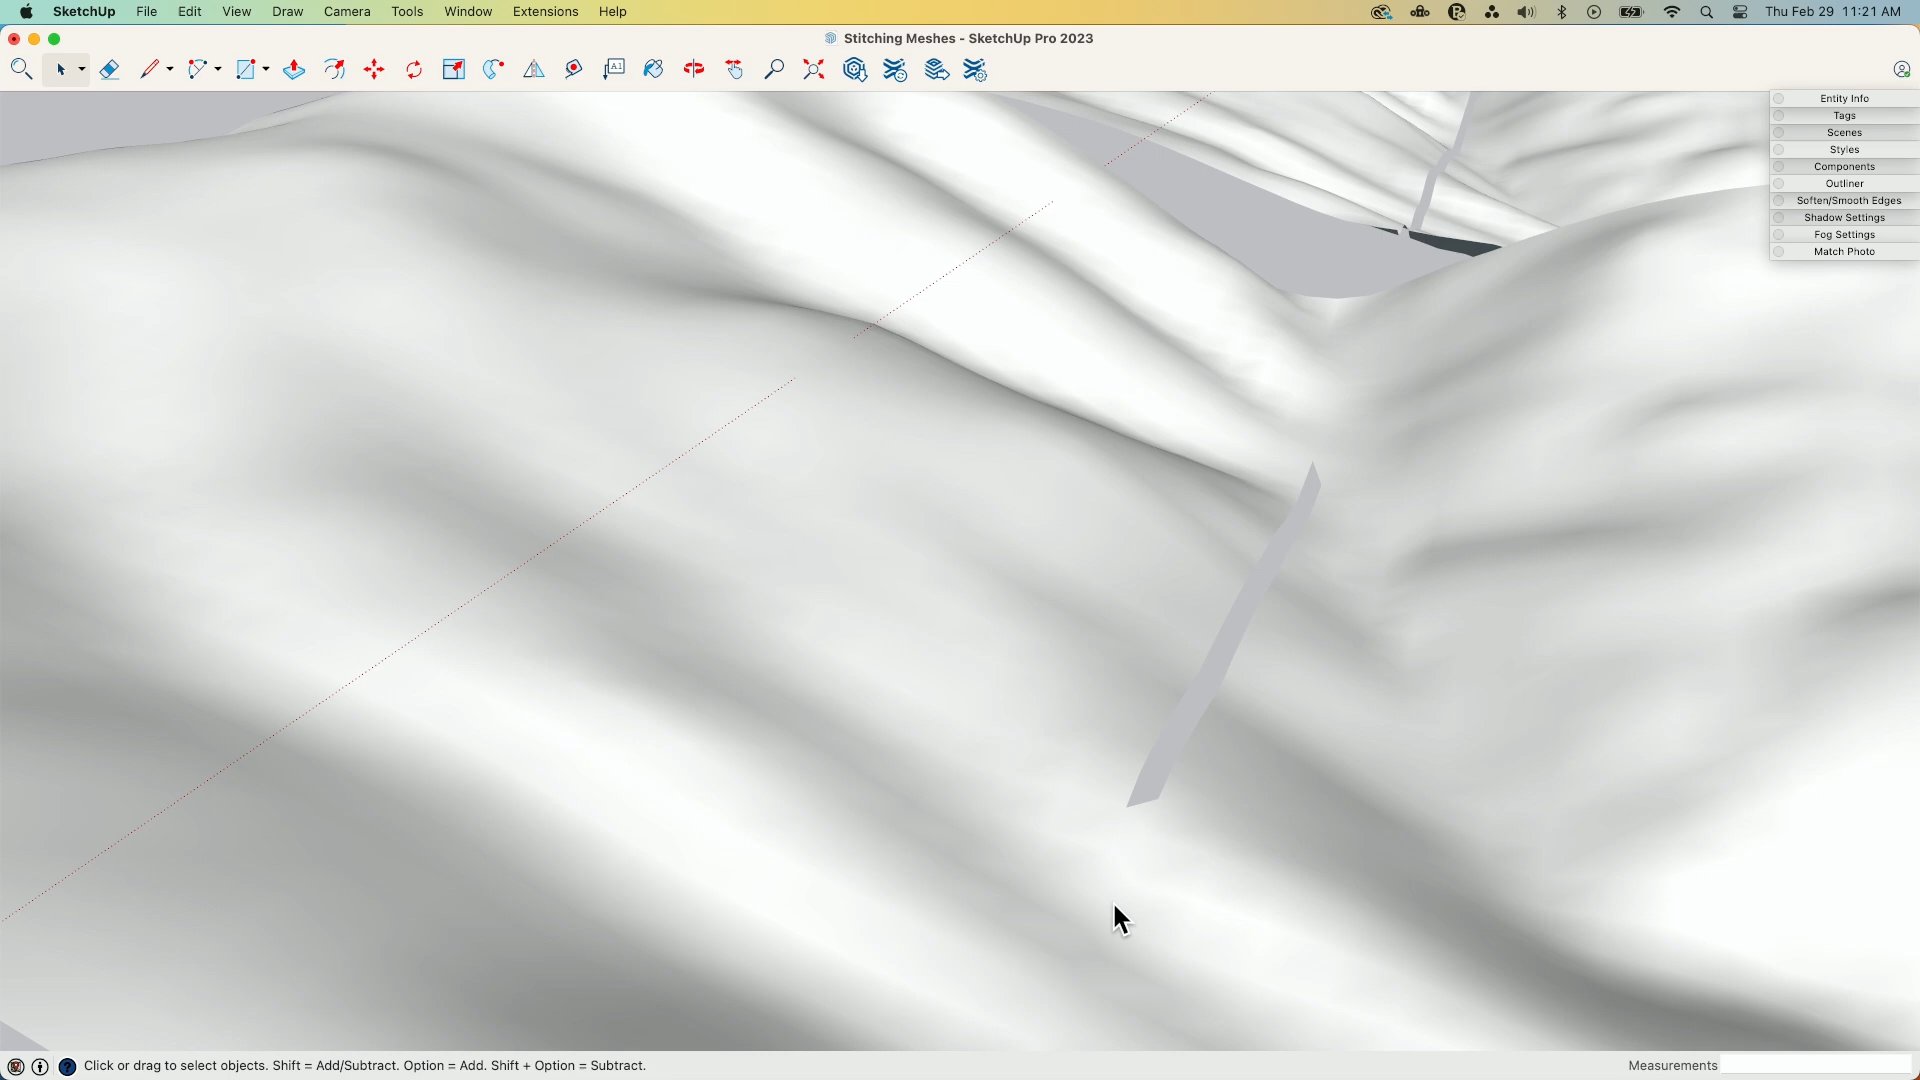 SketchUp File Edit View Draw Camera Tools Window Extensions Help Thu Feb 29 11:21 AM
Stitching Meshes - SketchUp Pro 2023
A1
Entity Info
Tags
Scenes
Styles
Components
Outliner
Soften/Smooth Edges
Shadow Settings
Fog Settings
Match Photo
? Click or drag to select objects. Shift = Add/Subtract. Option = Add. Shift + Option = Subtract. Measurements